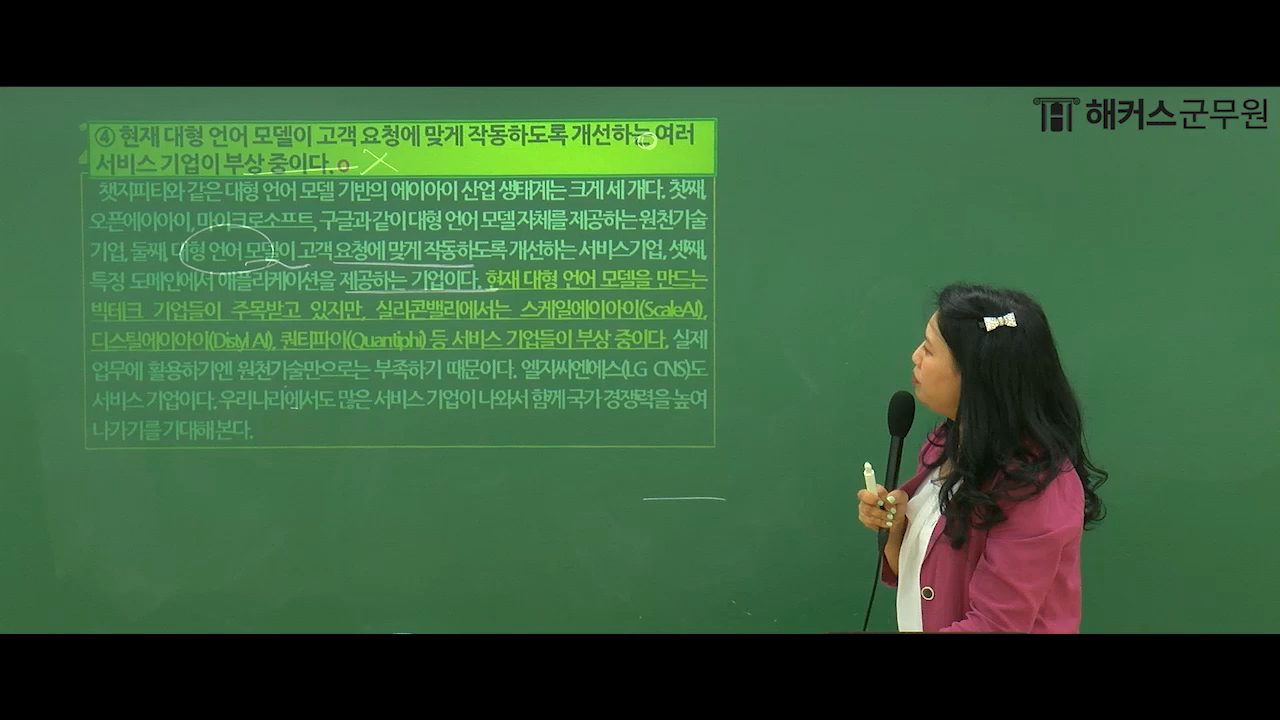 해커스군무원
④ 현재 대형 언어 모델이 고객 요청에 맞게 작동하도록 개선하는 여러
서비스 기업이 부상 중이다. o
챗지피티와 같은 대형 언어 모델 기반의 에이아이 산업 생태계는 크게 세 개다. 첫째,
오픈에이아이, 마이크로소프트, 구글과 같이 대형 언어 모델 자체를 제공하는 원천기술
기업, 둘째, 대형 언어 모델이 고객 요청에 맞게 작동하도록 개선하는 서비스기업, 셋째,
특정 도메인에서 애플리케이션을 제공하는 기업이다. 현재 대형 언어 모델을 만드는
빅테크 기업들이 주목받고 있지만, 실리콘밸리에서는 스케일에이아이(ScaleAI),
디스틸에이아이(Distyl AI), 퀀티파이(Quantiphi) 등 서비스 기업들이 부상 중이다. 실제
업무에 활용하기엔 원천기술만으로는 부족하기 때문이다. 엘지씨엔에스(LG CNS)도
서비스 기업이다. 우리나라에서도 많은 서비스 기업이 나와서 함께 국가 경쟁력을 높여
나가기를 기대해 본다.